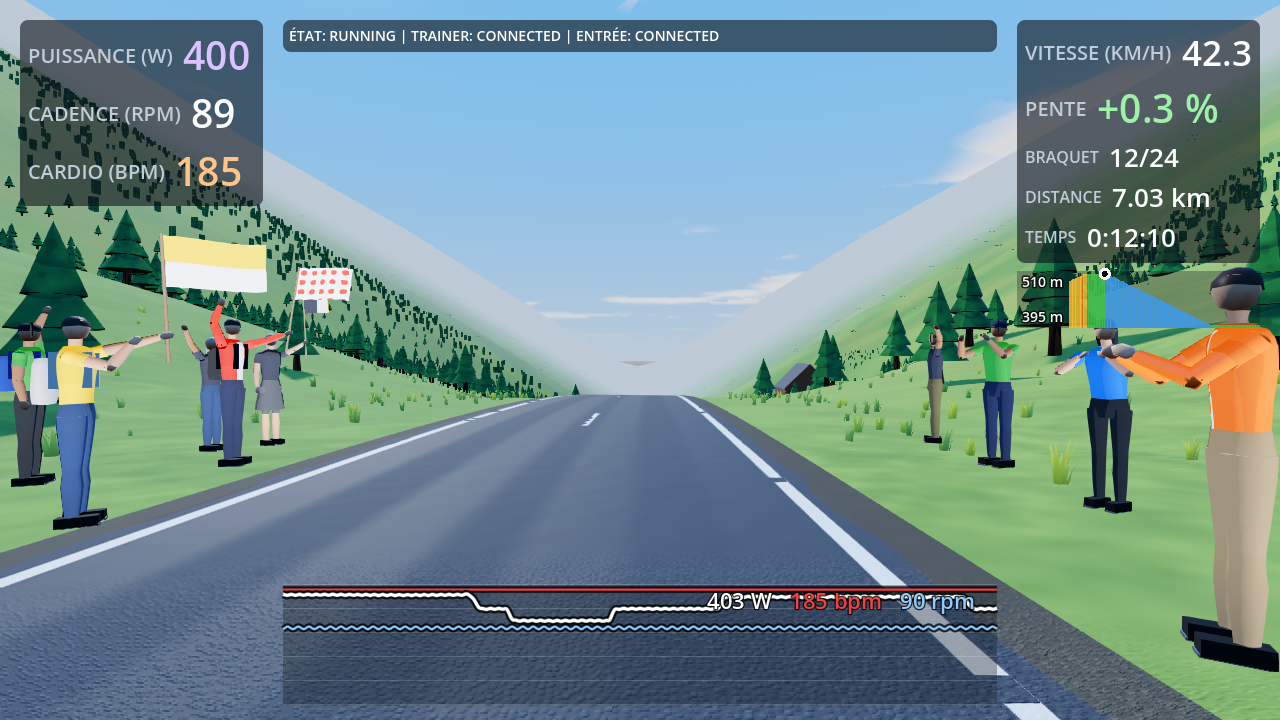 PUISSANCE (W) 400
CADENCE (RPM) 89
CARDIO (BPM) 185
ÉTAT: RUNNING | TRAINER: CONNECTED | ENTRÉE: CONNECTED
VITESSE (KM/H) 42.3
PENTE +0.3 %
BRAQUET 12/24
DISTANCE 7.03 km
TEMPS 0:12:10
510 m
395 m
403 W 185 bpm 90 rpm